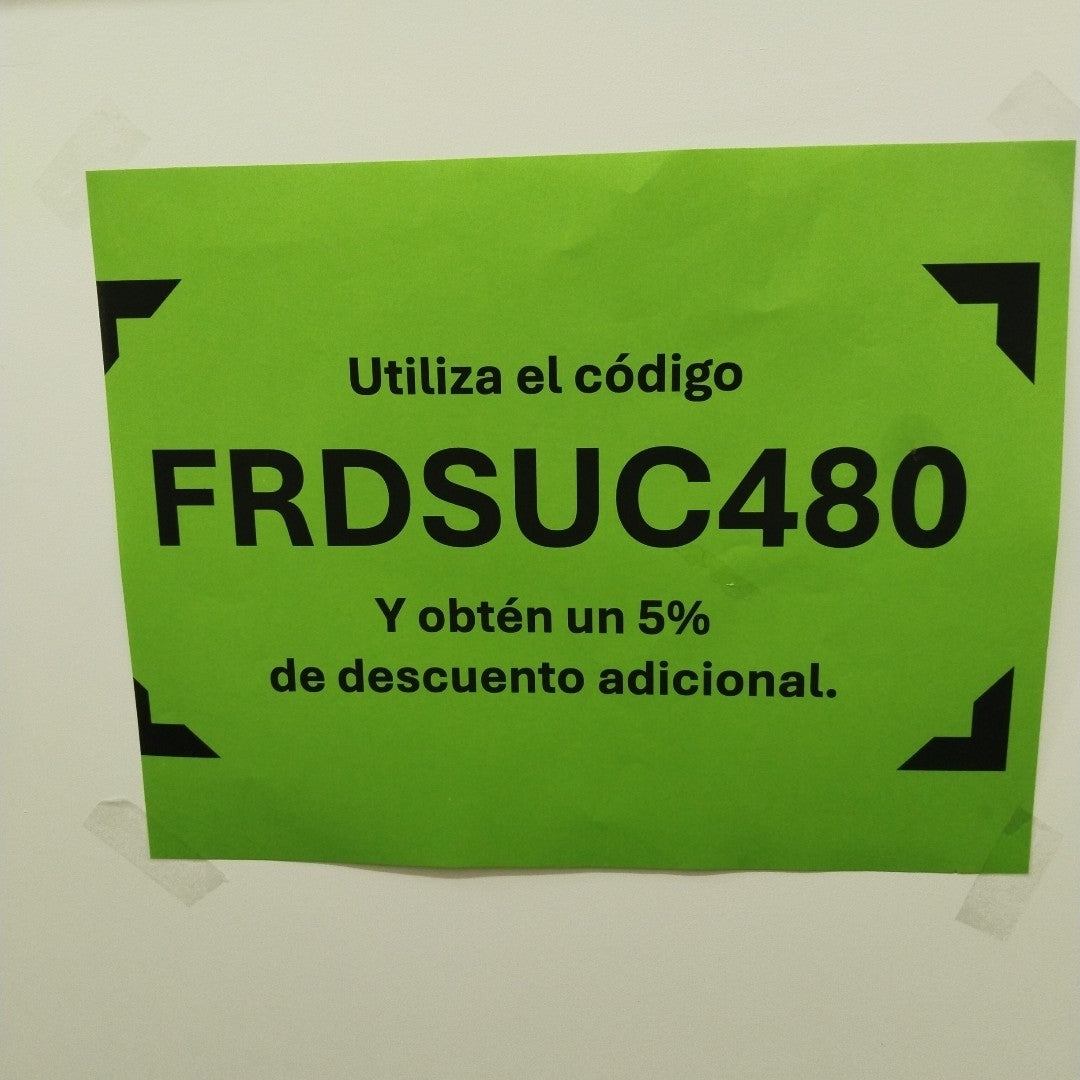 Utiliza el código
FRDSUC480
Y obtén un 5%
de descuento adicional.